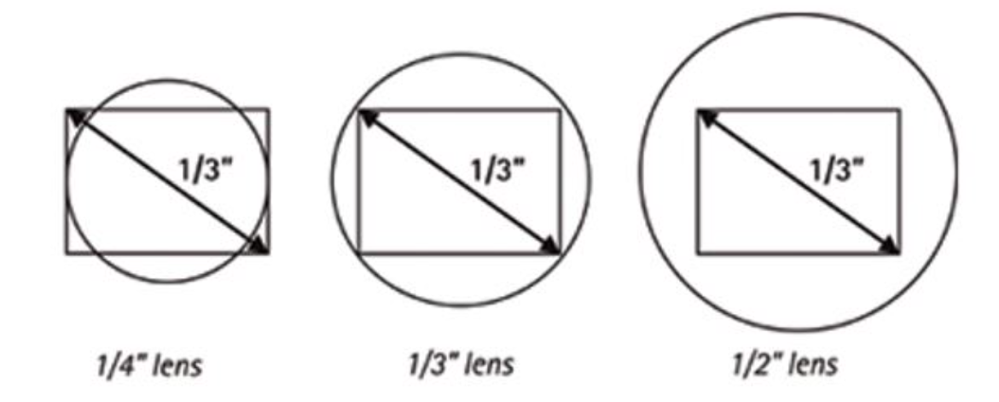 1/3"
1/3"
1/3"
1/4" lens
1/3" lens
1/2" lens